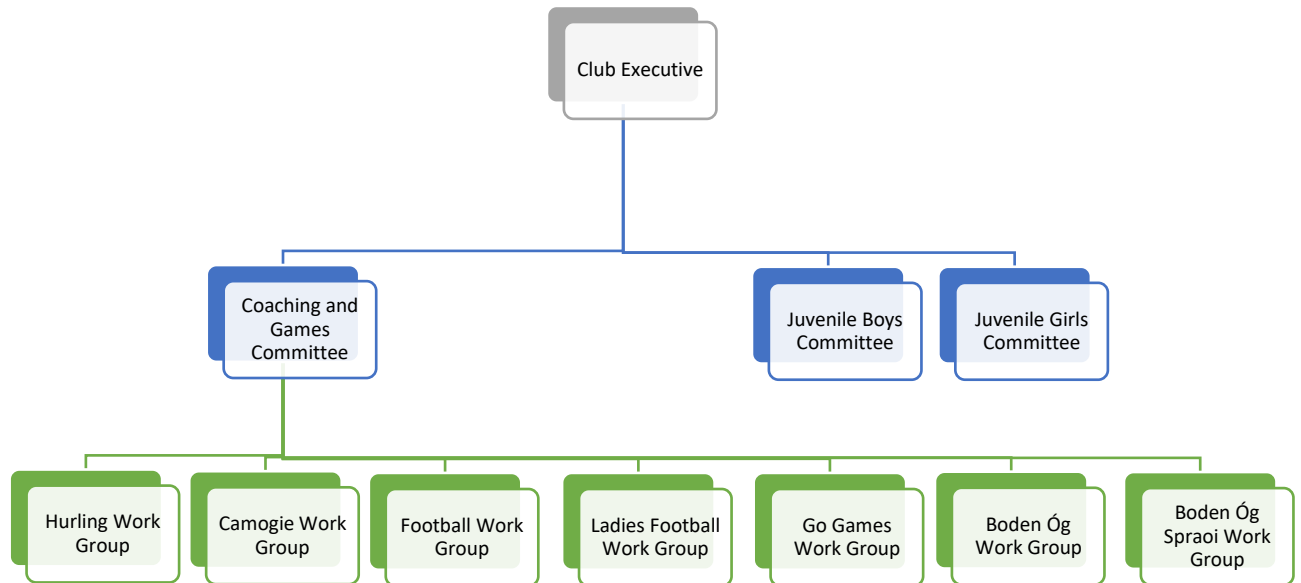 Club Executive
Coaching and
Games
Committee
Juvenile Boys
Committee
Juvenile Girls
Committee
Hurling Work
Group
Camogie Work
Group
Football Work
Group
Ladies Football
Work Group
Go Games
Work Group
Boden Óg
Work Group
Boden Óg
Spraoi Work
Group